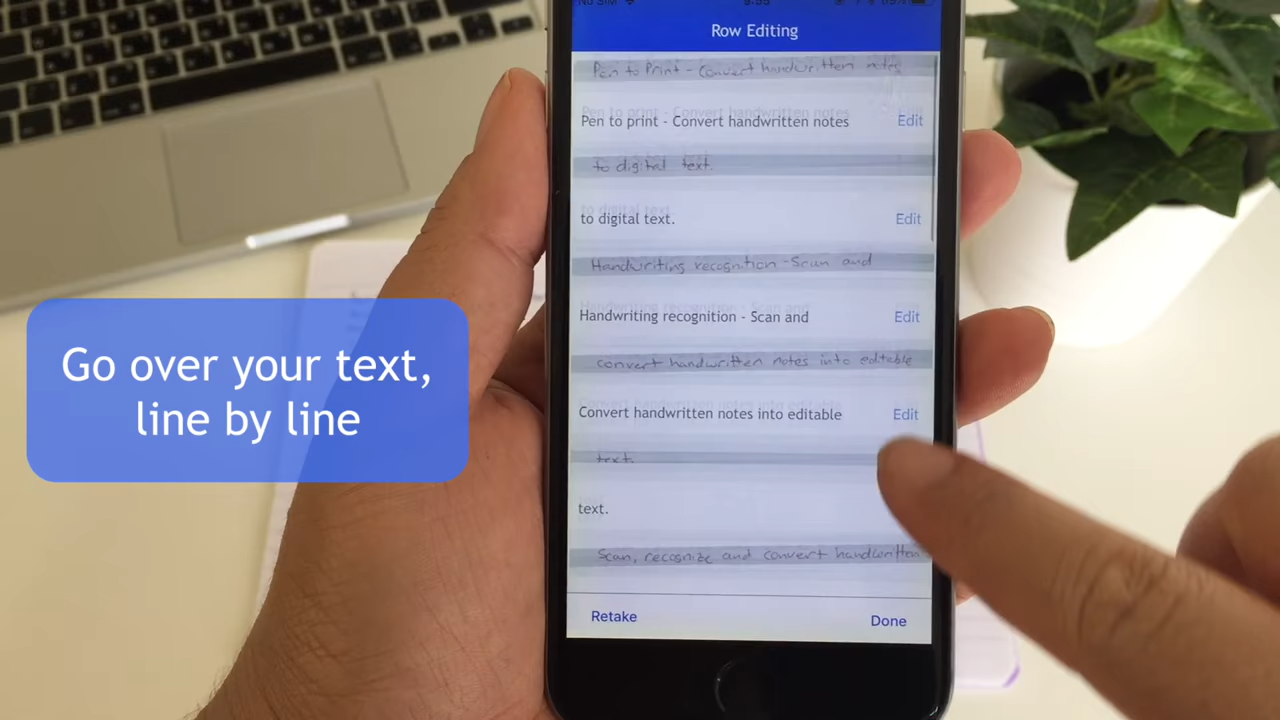 No SIM
Row Editing
Pen to Print - Convert handwritten notes
Pen to print - Convert handwritten notes
Edit
to digital text.
to digital text.
Edit
Handwriting recognition - Scan and
Handwriting recognition - Scan and
Edit
convert handwritten notes into editable
Convert handwritten notes into editable
Edit
text.
text.
Scan, recognize and convert handwritten
Retake
Done
Go over your text,
line by line